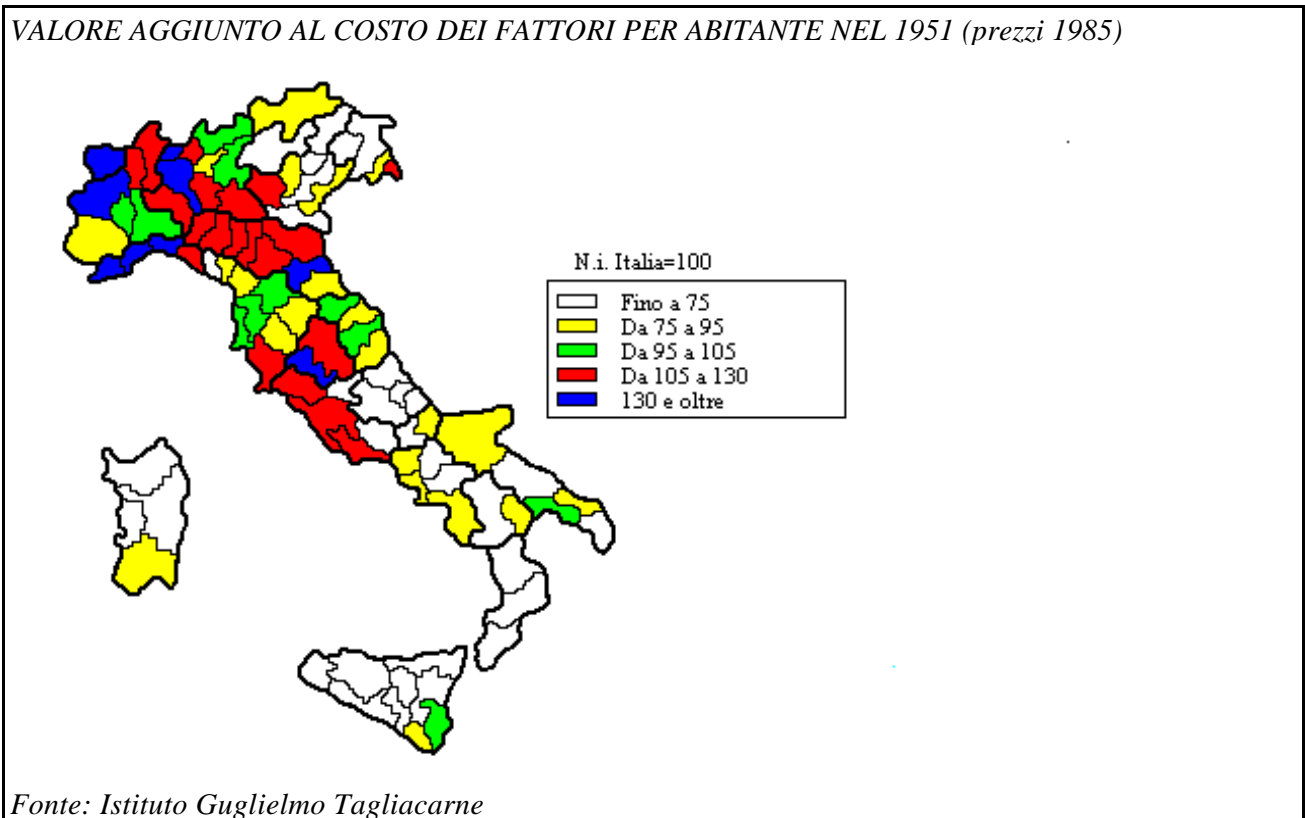 VALORE AGGIUNTO AL COSTO DEI FATTORI PER ABITANTE NEL 1951 (prezzi 1985)
N.i. Italia=100
Fino a 75
Da 75 a 95
Da 95 a 105
Da 105 a 130
130 e oltre
Fonte: Istituto Guglielmo Tagliacarne